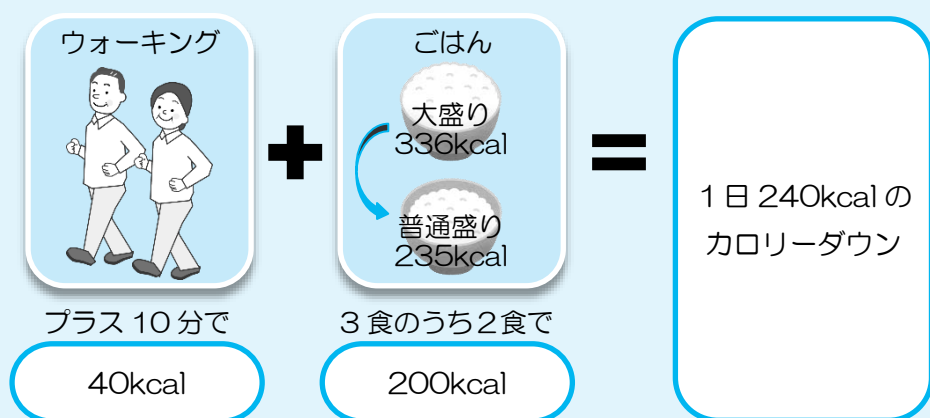 ウォーキング
プラス10分で
40kcal
+
ごはん
大盛り
336kcal
普通盛り
235kcal
3食のうち2食で
200kcal
=
1日240kcalの
カロリーダウン